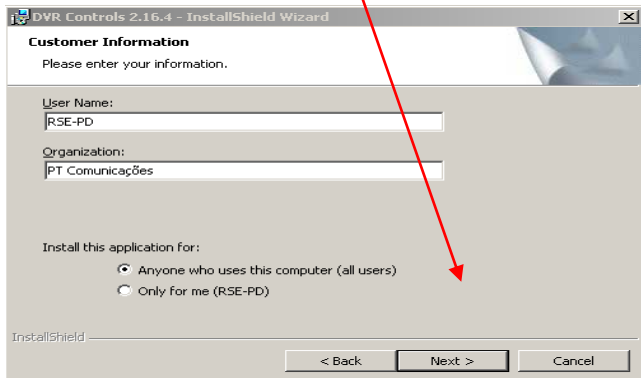 DVR Controls 2.16.4 - InstallShield Wizard
Customer Information
Please enter your information.
User Name:
RSE-PD
Organization:
PT Comunicações
Install this application for:
Anyone who uses this computer (all users)
Only for me (RSE-PD)
InstallShield
< Back Next > Cancel